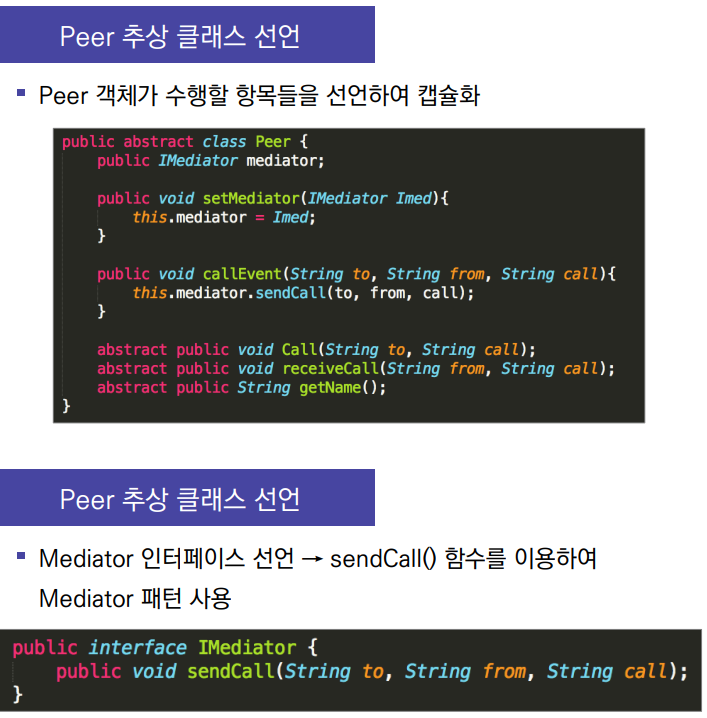 Peer 추상 클래스 선언
▪ Peer 객체가 수행할 항목들을 선언하여 캡슐화
public abstract class Peer {
    public IMediator mediator;

    public void setMediator(IMediator Imed){
        this.mediator = Imed;
    }

    public void callEvent(String to, String from, String call){
        this.mediator.sendCall(to, from, call);
    }

    abstract public void Call(String to, String call);
    abstract public void receiveCall(String from, String call);
    abstract public String getName();
}
Peer 추상 클래스 선언
▪ Mediator 인터페이스 선언 → sendCall() 함수를 이용하여
Mediator 패턴 사용
public interface IMediator {
    public void sendCall(String to, String from, String call);
}